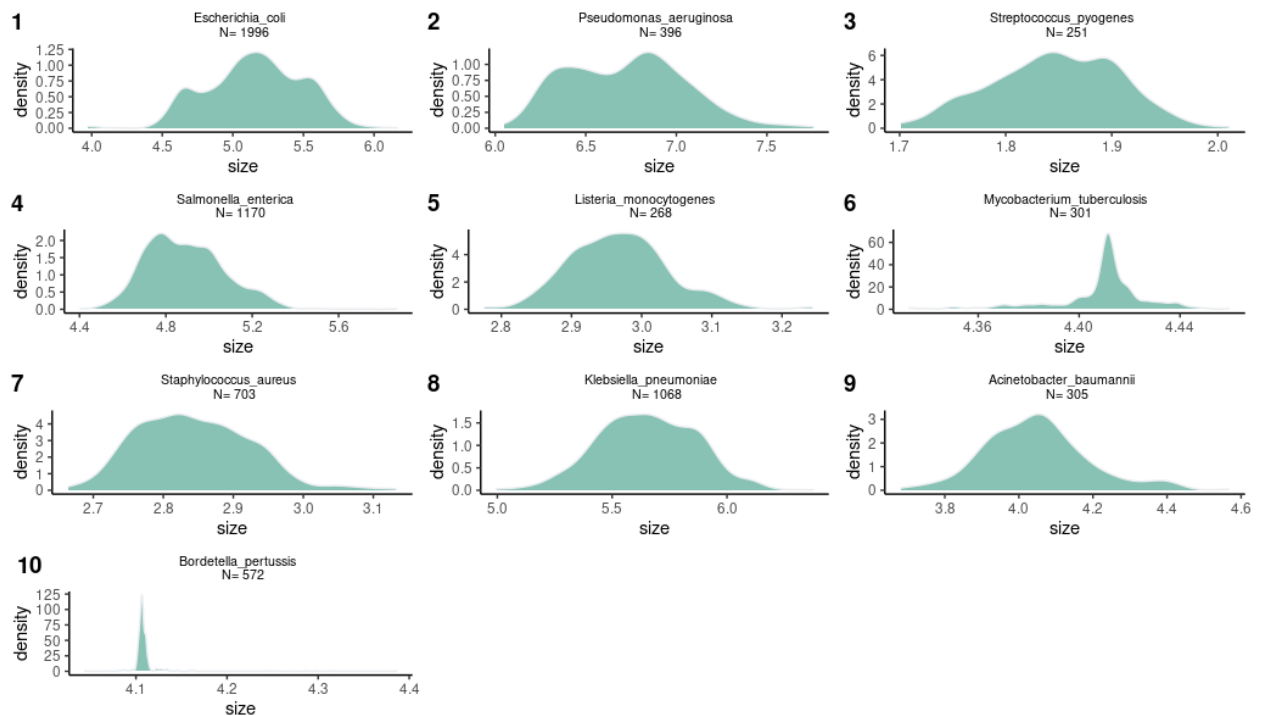 1
Escherichia_coli
N= 1996
density
1.25
1.00
0.75
0.50
0.25
0.00
4.0 4.5 5.0 5.5 6.0
size
2
Pseudomonas_aeruginosa
N= 396
density
1.00
0.75
0.50
0.25
0.00
6.0 6.5 7.0 7.5
size
3
Streptococcus_pyogenes
N= 251
density
6
4
2
0
1.7 1.8 1.9 2.0
size
4
Salmonella_enterica
N= 1170
density
2.0
1.5
1.0
0.5
0.0
4.4 4.8 5.2 5.6
size
5
Listeria_monocytogenes
N= 268
density
4
2
0
2.8 2.9 3.0 3.1 3.2
size
6
Mycobacterium_tuberculosis
N= 301
density
60
40
20
0
4.36 4.40 4.44
size
7
Staphylococcus_aureus
N= 703
density
4
3
2
1
0
2.7 2.8 2.9 3.0 3.1
size
8
Klebsiella_pneumoniae
N= 1068
density
1.5
1.0
0.5
0.0
5.0 5.5 6.0
size
9
Acinetobacter_baumannii
N= 305
density
3
2
1
0
3.8 4.0 4.2 4.4 4.6
size
10
Bordetella_pertussis
N= 572
density
125
100
75
50
25
0
4.1 4.2 4.3 4.4
size